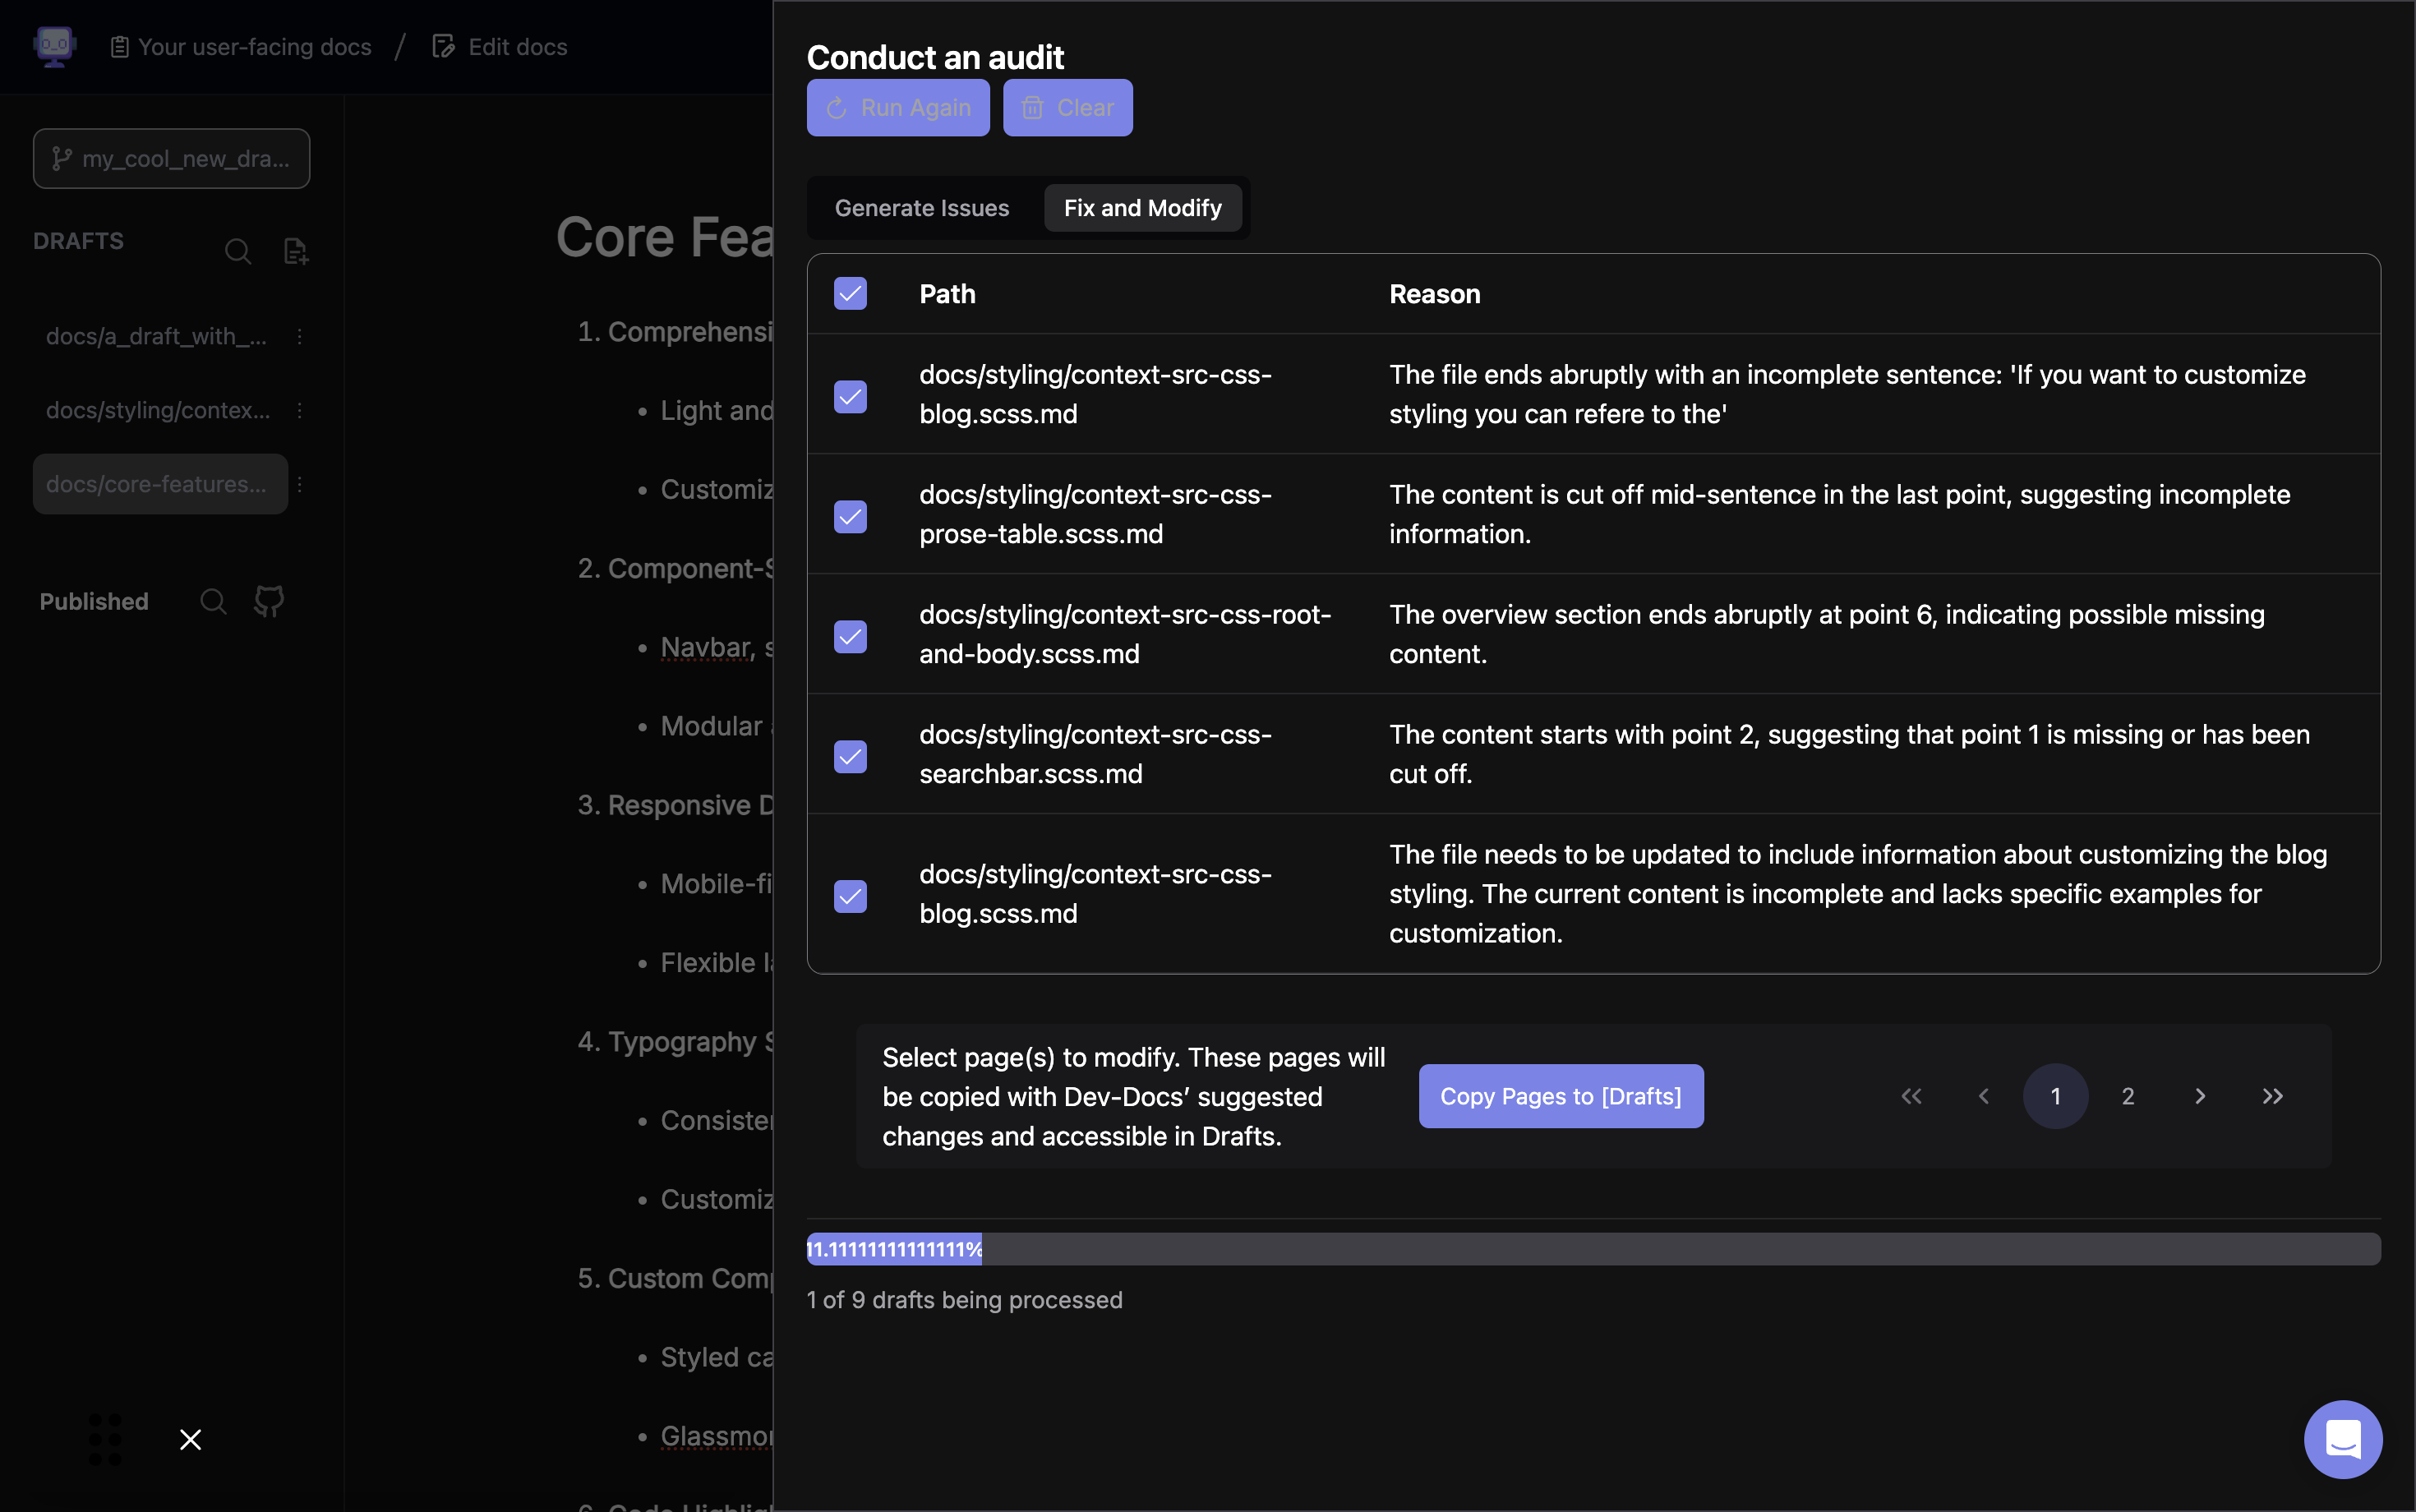 Your user-facing docs / Edit docs
my_cool_new_dra...
DRAFTS
docs/a_draft_with_...
docs/styling/contex...
docs/core-features...
Published
Core Fea
1. Comprehensi
• Light and
• Customiz
2. Component-S
• Navbar, s
• Modular a
3. Responsive D
• Mobile-fi
• Flexible la
4. Typography S
• Consister
• Customiz
5. Custom Comp
• Styled ca
• Glassmor
6. Code Highligh
Conduct an audit
Run Again
Clear
Generate Issues
Fix and Modify
Path Reason
docs/styling/context-src-css-
blog.scss.md
The file ends abruptly with an incomplete sentence: 'If you want to customize
styling you can refere to the'
docs/styling/context-src-css-
prose-table.scss.md
The content is cut off mid-sentence in the last point, suggesting incomplete
information.
docs/styling/context-src-css-root-
and-body.scss.md
The overview section ends abruptly at point 6, indicating possible missing
content.
docs/styling/context-src-css-
searchbar.scss.md
The content starts with point 2, suggesting that point 1 is missing or has been
cut off.
docs/styling/context-src-css-
blog.scss.md
The file needs to be updated to include information about customizing the blog
styling. The current content is incomplete and lacks specific examples for
customization.
Select page(s) to modify. These pages will
be copied with Dev-Docs’ suggested
changes and accessible in Drafts.
Copy Pages to [Drafts]
1 2
11.11111111111111%
1 of 9 drafts being processed